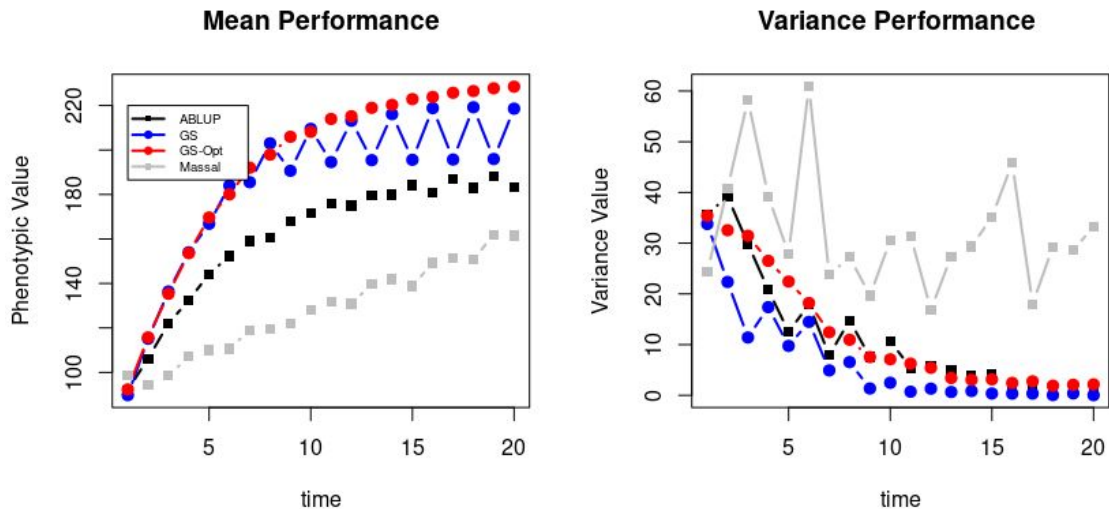 Mean Performance
Phenotypic Value
220
180
140
100
ABLUP
GS
GS-Opt
Massal
5 10 15 20
time
Variance Performance
Variance Value
60
50
40
30
20
10
0
5 10 15 20
time